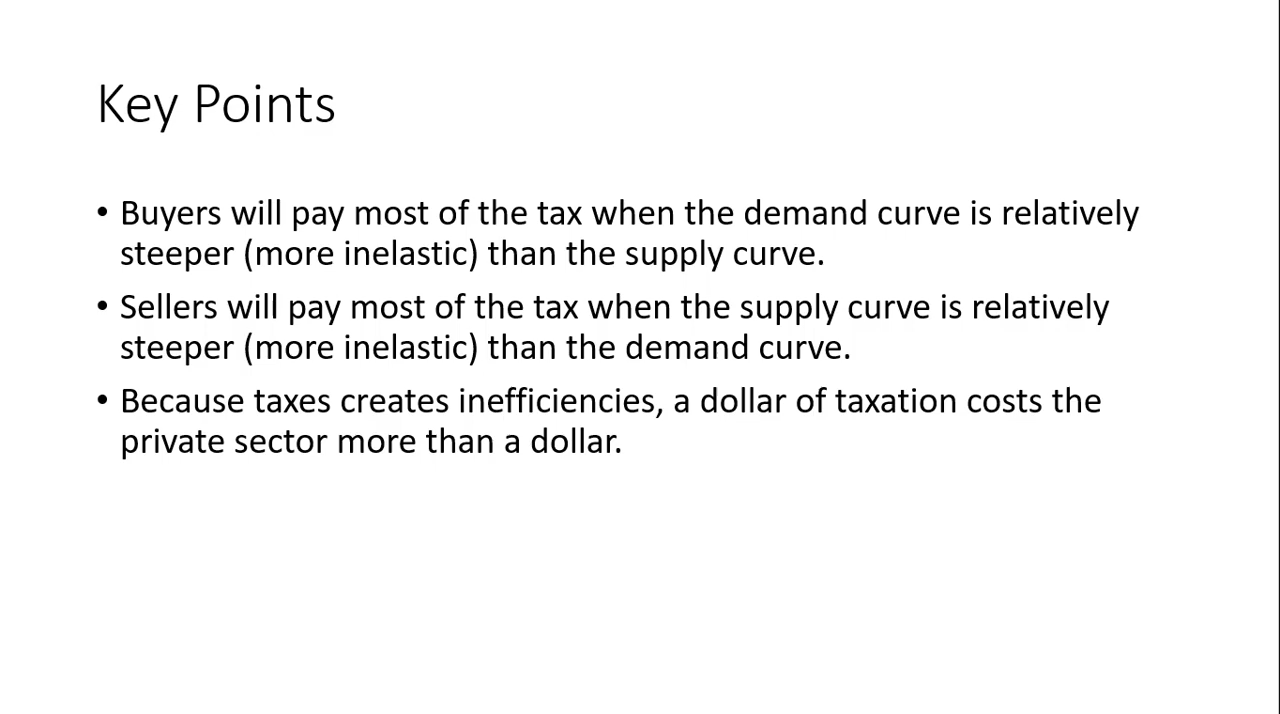 Key Points
• Buyers will pay most of the tax when the demand curve is relatively
steeper (more inelastic) than the supply curve.
• Sellers will pay most of the tax when the supply curve is relatively
steeper (more inelastic) than the demand curve.
• Because taxes creates inefficiencies, a dollar of taxation costs the
private sector more than a dollar.